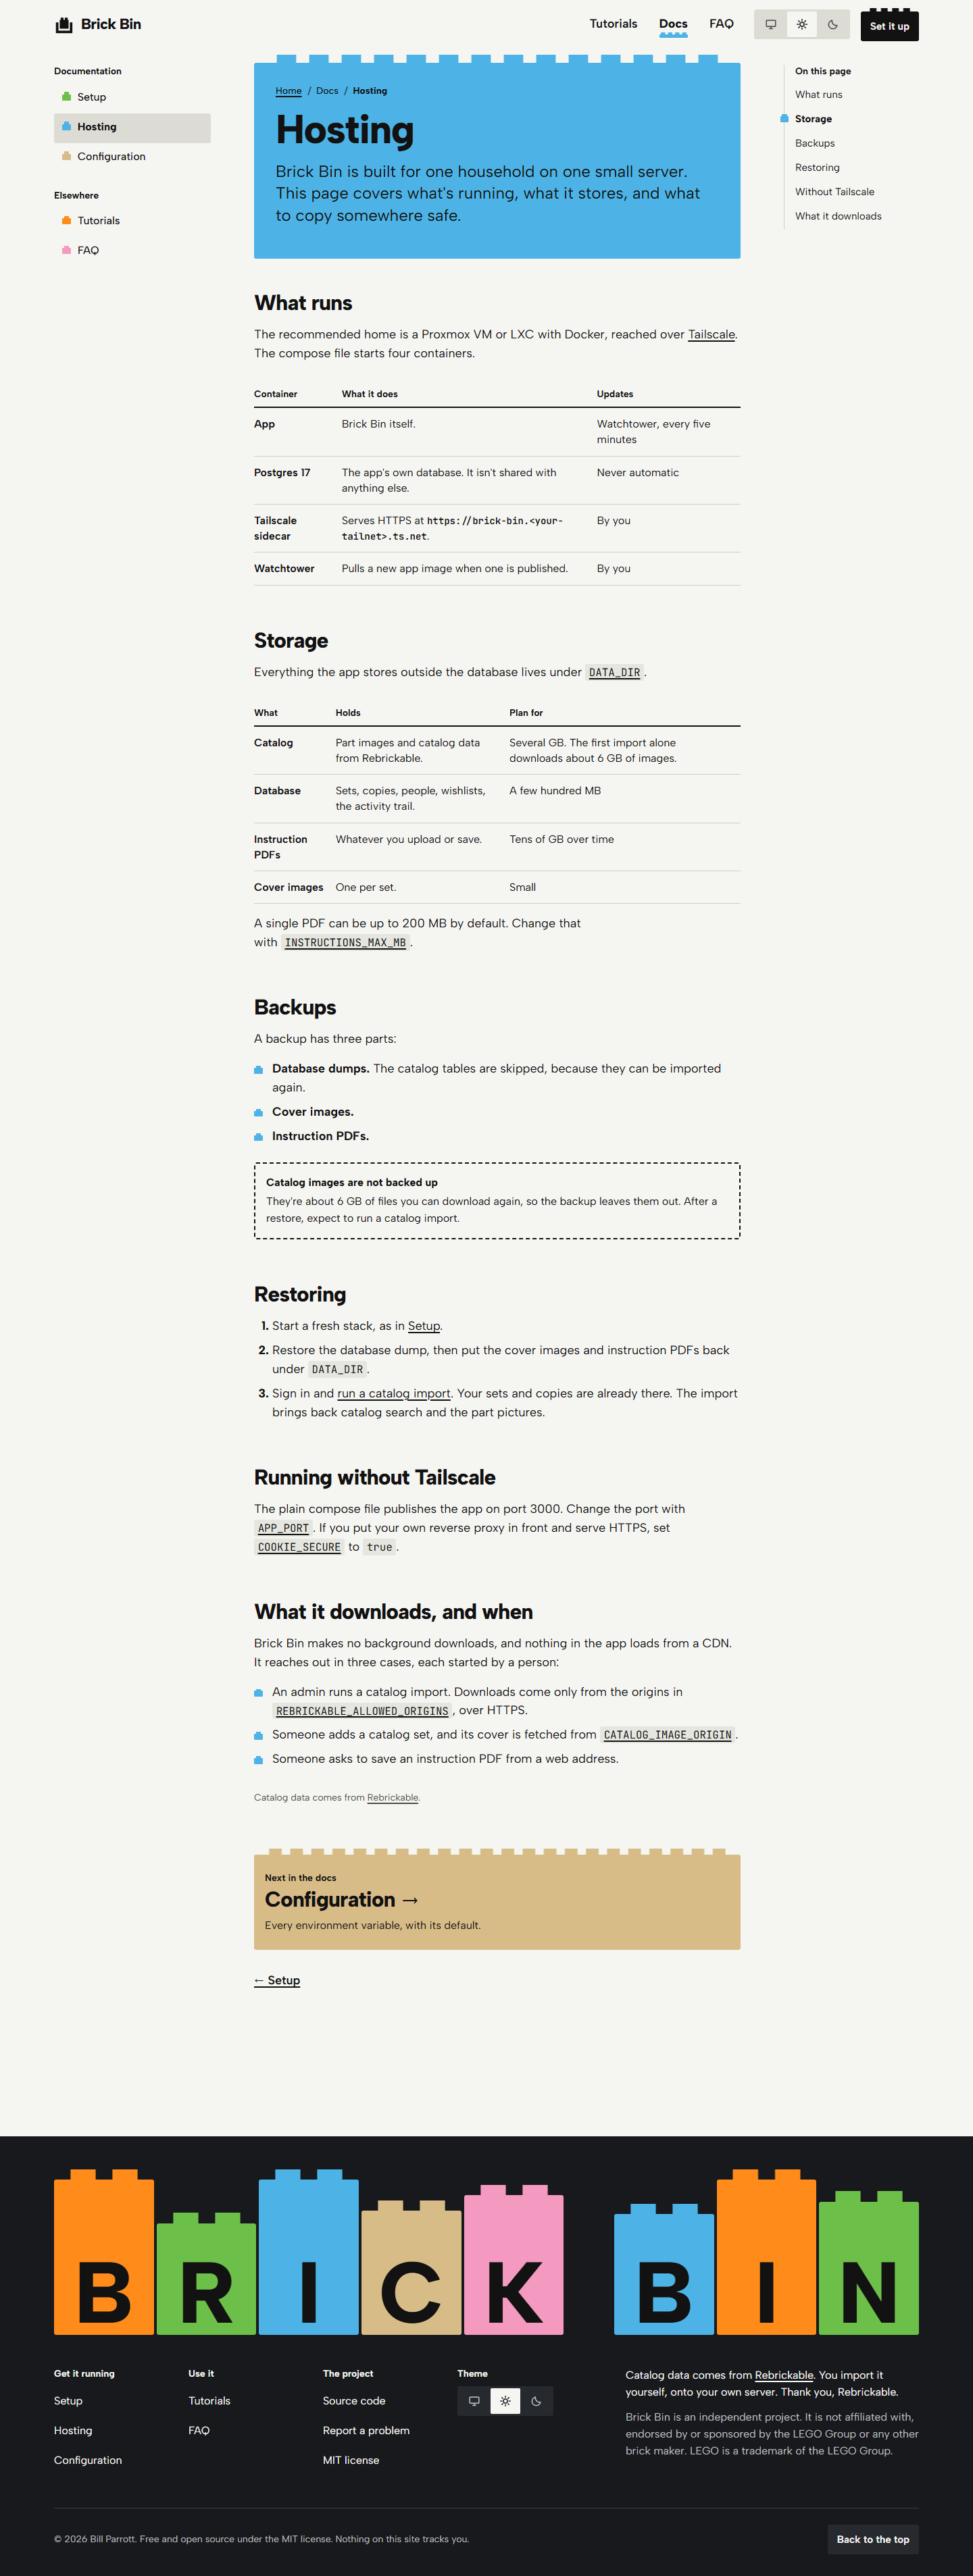 Brick Bin
Tutorials
Docs
FAQ
Set it up
Documentation
Setup
Hosting
Configuration
Elsewhere
Tutorials
FAQ
Home / Docs / Hosting
Hosting
Brick Bin is built for one household on one small server.
This page covers what's running, what it stores, and what
to copy somewhere safe.
On this page
What runs
Storage
Backups
Restoring
Without Tailscale
What it downloads
What runs
The recommended home is a Proxmox VM or LXC with Docker, reached over Tailscale.
The compose file starts four containers.
Container What it does Updates
App Brick Bin itself. Watchtower, every five
minutes
Postgres 17 The app's own database. It isn't shared with Never automatic
anything else.
Tailscale Serves HTTPS at https://brick-bin.<your- By you
sidecar tailnet>.ts.net.
Watchtower Pulls a new app image when one is published. By you
Storage
Everything the app stores outside the database lives under DATA_DIR.
What Holds Plan for
Catalog Part images and catalog data Several GB. The first import alone
from Rebrickable. downloads about 6 GB of images.
Database Sets, copies, people, wishlists, A few hundred MB
the activity trail.
Instruction Whatever you upload or save. Tens of GB over time
PDFs
Cover images One per set. Small
A single PDF can be up to 200 MB by default. Change that
with INSTRUCTIONS_MAX_MB.
Backups
A backup has three parts:
Database dumps. The catalog tables are skipped, because they can be imported
again.
Cover images.
Instruction PDFs.
Catalog images are not backed up
They're about 6 GB of files you can download again, so the backup leaves them out. After a
restore, expect to run a catalog import.
Restoring
1. Start a fresh stack, as in Setup.
2. Restore the database dump, then put the cover images and instruction PDFs back
under DATA_DIR.
3. Sign in and run a catalog import. Your sets and copies are already there. The import
brings back catalog search and the part pictures.
Running without Tailscale
The plain compose file publishes the app on port 3000. Change the port with
APP_PORT. If you put your own reverse proxy in front and serve HTTPS, set
COOKIE_SECURE to true.
What it downloads, and when
Brick Bin makes no background downloads, and nothing in the app loads from a CDN.
It reaches out in three cases, each started by a person:
An admin runs a catalog import. Downloads come only from the origins in
REBRICKABLE_ALLOWED_ORIGINS, over HTTPS.
Someone adds a catalog set, and its cover is fetched from CATALOG_IMAGE_ORIGIN.
Someone asks to save an instruction PDF from a web address.
Catalog data comes from Rebrickable.
Next in the docs
Configuration →
Every environment variable, with its default.
← Setup
BRICK BIN
Get it running
Setup
Hosting
Configuration
Use it
Tutorials
FAQ
The project
Source code
Report a problem
MIT license
Theme
Catalog data comes from Rebrickable. You import it
yourself, onto your own server. Thank you, Rebrickable.
Brick Bin is an independent project. It is not affiliated with,
endorsed by or sponsored by the LEGO Group or any other
brick maker. LEGO is a trademark of the LEGO Group.
© 2026 Bill Parrott. Free and open source under the MIT license. Nothing on this site tracks you.
Back to the top